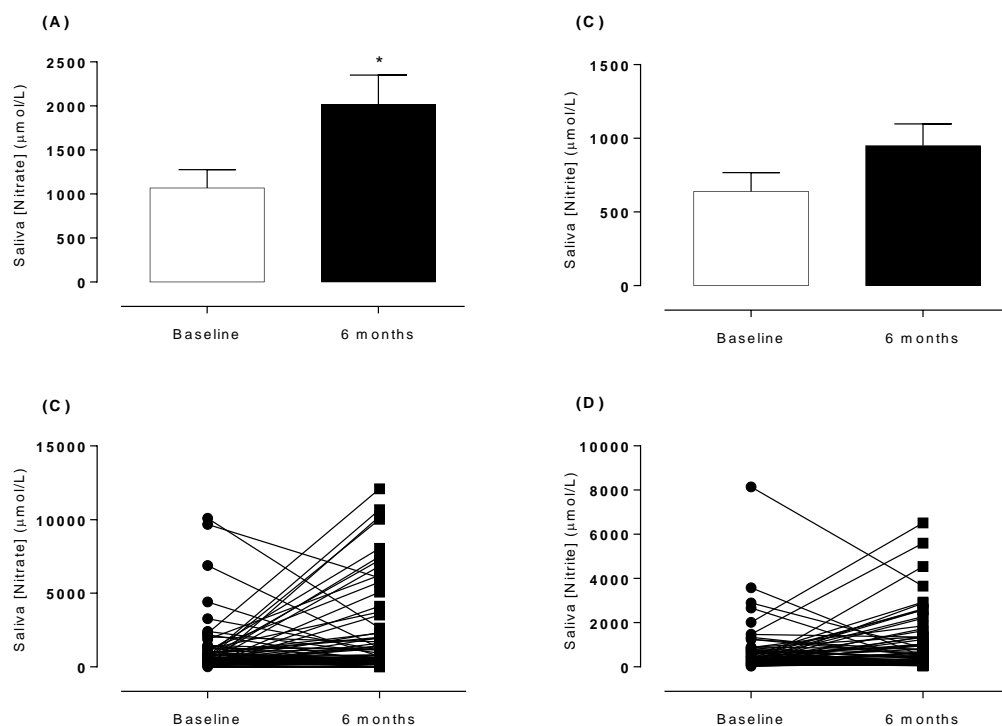 (A)
Saliva [Nitrate] (μmol/L)
2500
2000
1500
1000
500
0
*
Baseline
6 months
(C)
Saliva [Nitrite] (μmol/L)
1500
1000
500
0
Baseline
6 months
(C)
Saliva [Nitrate] (μmol/L)
15000
10000
5000
0
Baseline
6 months
(D)
Saliva [Nitrite] (μmol/L)
10000
8000
6000
4000
2000
0
Baseline
6 months